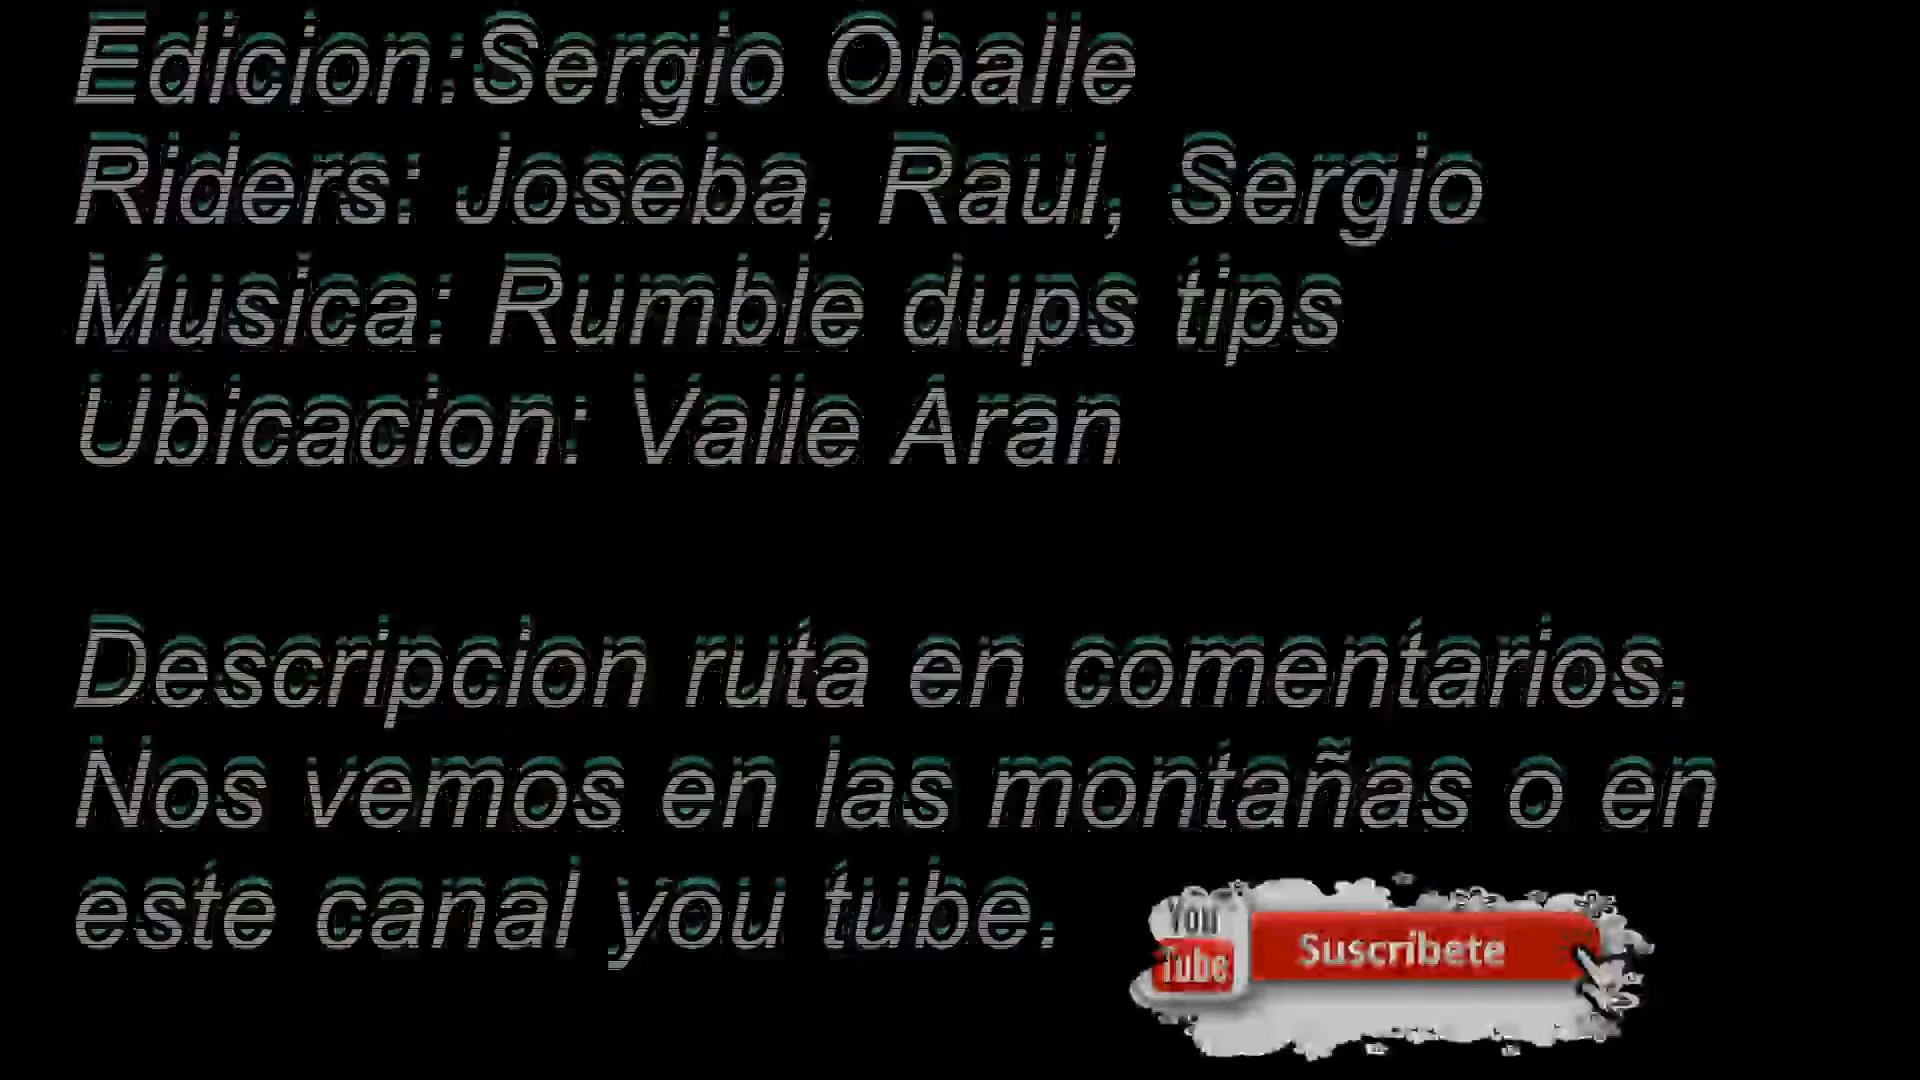 Edicion:Sergio Oballe
Riders: Joseba, Raul, Sergio
Musica: Rumble dups tips
Ubicacion: Valle Aran
Descripcion ruta en comentarios.
Nos vemos en las montañas o en
este canal you tube.
You
Tube
Suscribete